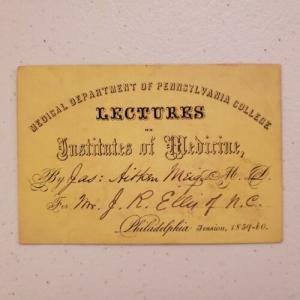 MEDICAL DEPARTMENT OF PENNSYLVANIA COLLEGE
LECTURES
ON
Institutes of Medicine,
By Jas: Aitken Meigs M. D.
For Mr. J. R. Ellis of N.C.
Philadelphia Session, 1859-60.